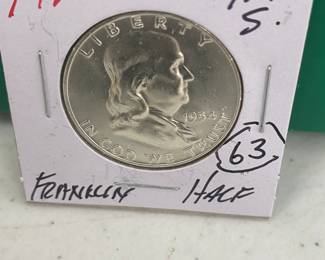 S.
LIBERTY
1954
IN GOD WE TRUST
63
FRANKLIN HALF